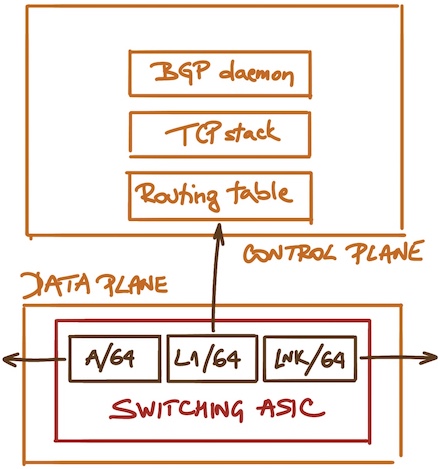 BGP daemon
TCP stack
Routing table
CONTROL PLANE
DATA PLANE
A/64
L1/64
LNK/64
SWITCHING ASIC